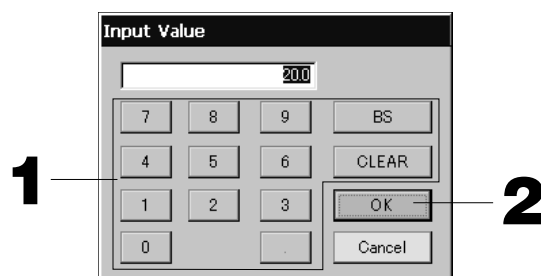 Input Value
20.0
7 8 9 BS
4 5 6 CLEAR
1 2 3 OK
0 . Cancel
1
2